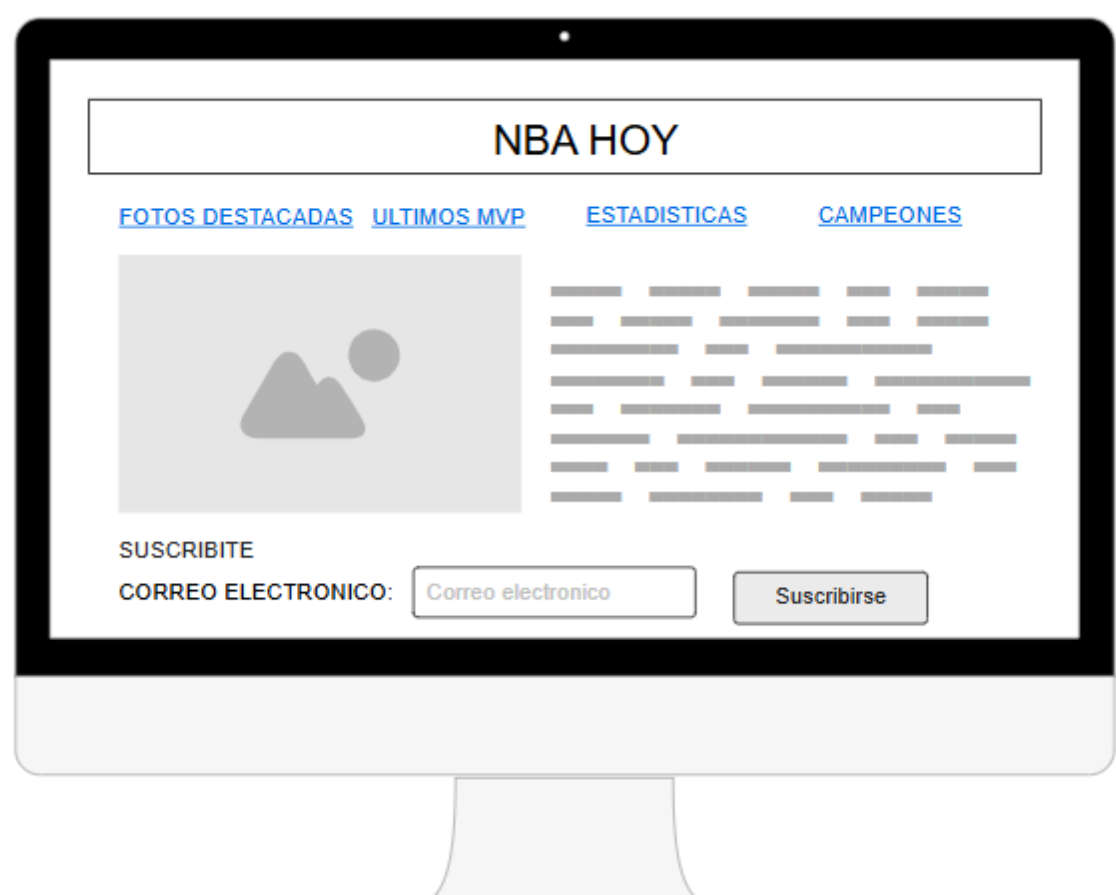 NBA HOY
FOTOS DESTACADAS ULTIMOS MVP ESTADISTICAS CAMPEONES
SUSCRIBITE
CORREO ELECTRONICO: Correo electronico Suscribirse